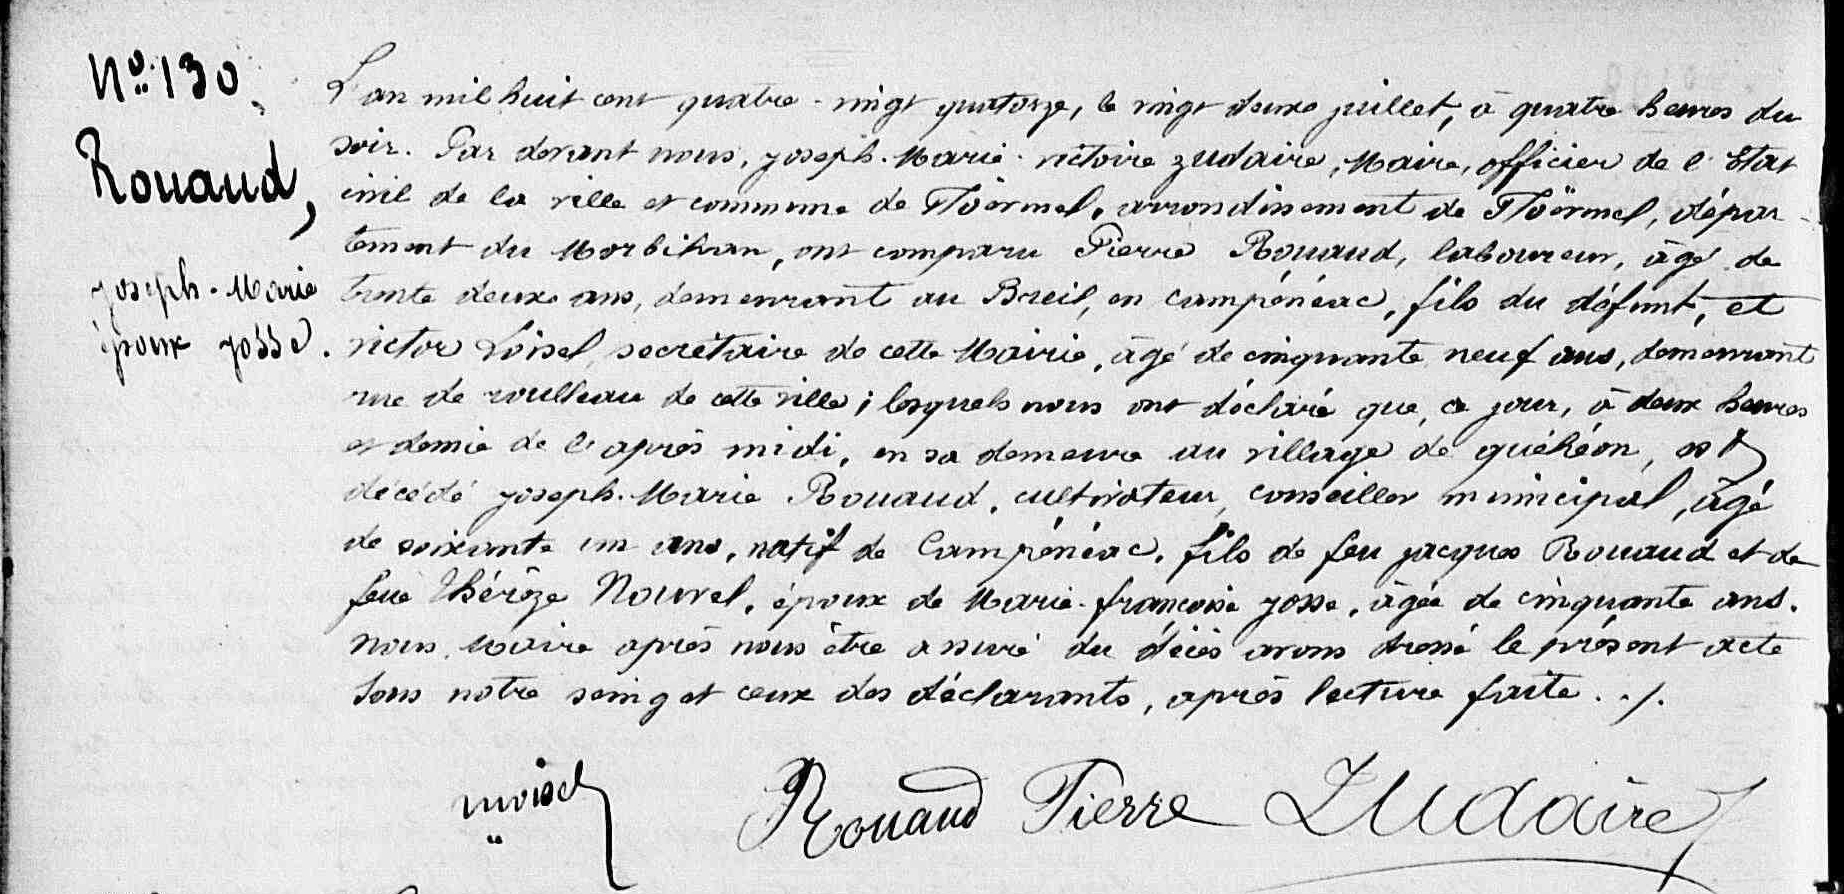 N° 130.
Rouaud,
Joseph-Marie
époux Josse.
L'an mil huit cent quatre-vingt quatorze, le vingt deux juillet, à quatre heures du
soir. Par devant nous, Joseph-Marie-Victoire Zudaire, Maire, officier de l'Etat
civil de la ville et commune de Ploërmel, arrondissement de Ploërmel, dépar-
tement du Morbihan, ont comparu Pierre Rouaud, laboureur, âgé de
trente deux ans, demeurant au Breil, en Campénéac, fils du défunt, et
Victor Loisel, secrétaire de cette Mairie, âgé de cinquante neuf ans, demeurant
rue de de cette ville; lesquels nous ont déclaré que, ce jour, à deux heures
et demie de l'après midi, en sa demeure au village de Quéhéon, est
décédé Joseph-Marie Rouaud, cultivateur, conseiller municipal, âgé
de soixante un ans, natif de Campénéac, fils de feu Jacques Rouaud et de
feue Thérèze Nouvel, époux de Marie-Françoise Josse, âgée de cinquante ans.
Nous, Maire après nous être assuré du décès avons dressé le présent acte
sous notre seing et ceux des déclarants, après lecture faite. ./.
Rouaud Pierre Zudaire